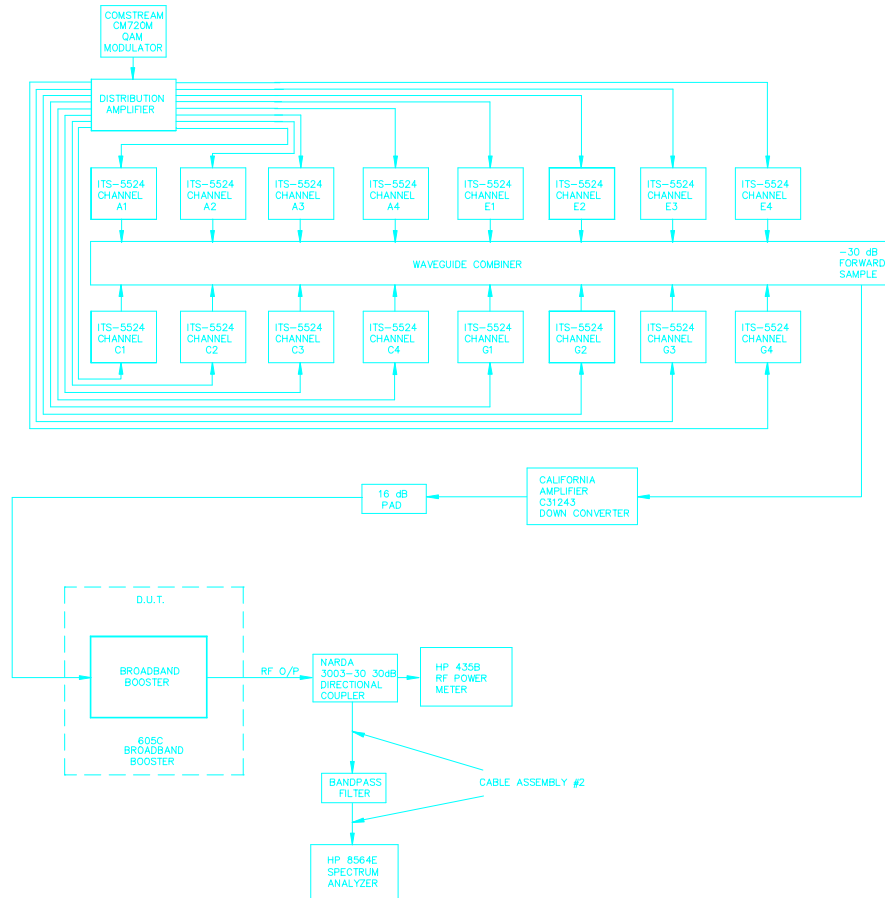 COMSTREAM
CM720M
QAM
MODULATOR
DISTRIBUTION
AMPLIFIER
ITS-5524
CHANNEL
A1
ITS-5524
CHANNEL
A2
ITS-5524
CHANNEL
A3
ITS-5524
CHANNEL
A4
ITS-5524
CHANNEL
E1
ITS-5524
CHANNEL
E2
ITS-5524
CHANNEL
E3
ITS-5524
CHANNEL
E4
WAVEGUIDE COMBINER
-30 dB
FORWARD
SAMPLE
ITS-5524
CHANNEL
C1
ITS-5524
CHANNEL
C2
ITS-5524
CHANNEL
C3
ITS-5524
CHANNEL
C4
ITS-5524
CHANNEL
G1
ITS-5524
CHANNEL
G2
ITS-5524
CHANNEL
G3
ITS-5524
CHANNEL
G4
16 dB
PAD
CALIFORNIA
AMPLIFIER
C31243
DOWN CONVERTER
D.U.T.
BROADBAND
BOOSTER
605C
BROADBAND
BOOSTER
RF O/P
NARDA
3003-30 30dB
DIRECTIONAL
COUPLER
HP 435B
RF POWER
METER
BANDPASS
FILTER
CABLE ASSEMBLY #2
HP 8564E
SPECTRUM
ANALYZER